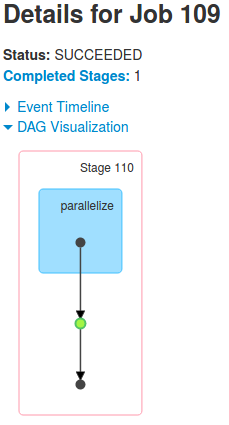 Details for Job 109
Status: SUCCEEDED
Completed Stages: 1
Event Timeline
DAG Visualization
Stage 110
parallelize